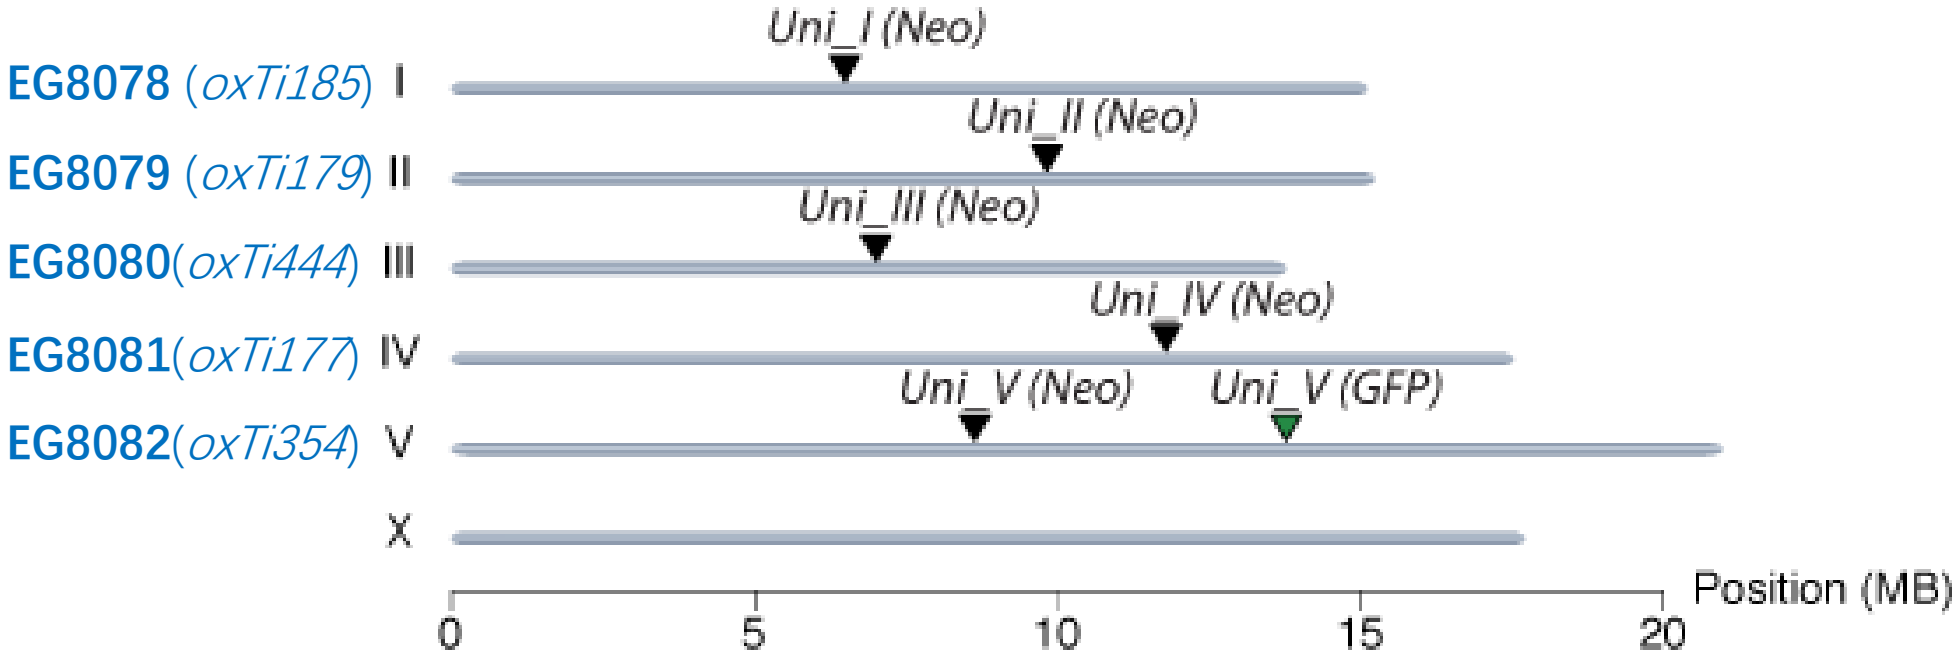 Uni_I (Neo)
EG8078 (oxTi185) I
Uni_II (Neo)
EG8079 (oxTi179) II
Uni_III (Neo)
EG8080(oxTi444) III
Uni_IV (Neo)
EG8081(oxTi177) IV
Uni_V (Neo) Uni_V (GFP)
EG8082(oxTi354) V
X
Position (MB)
0 5 10 15 20